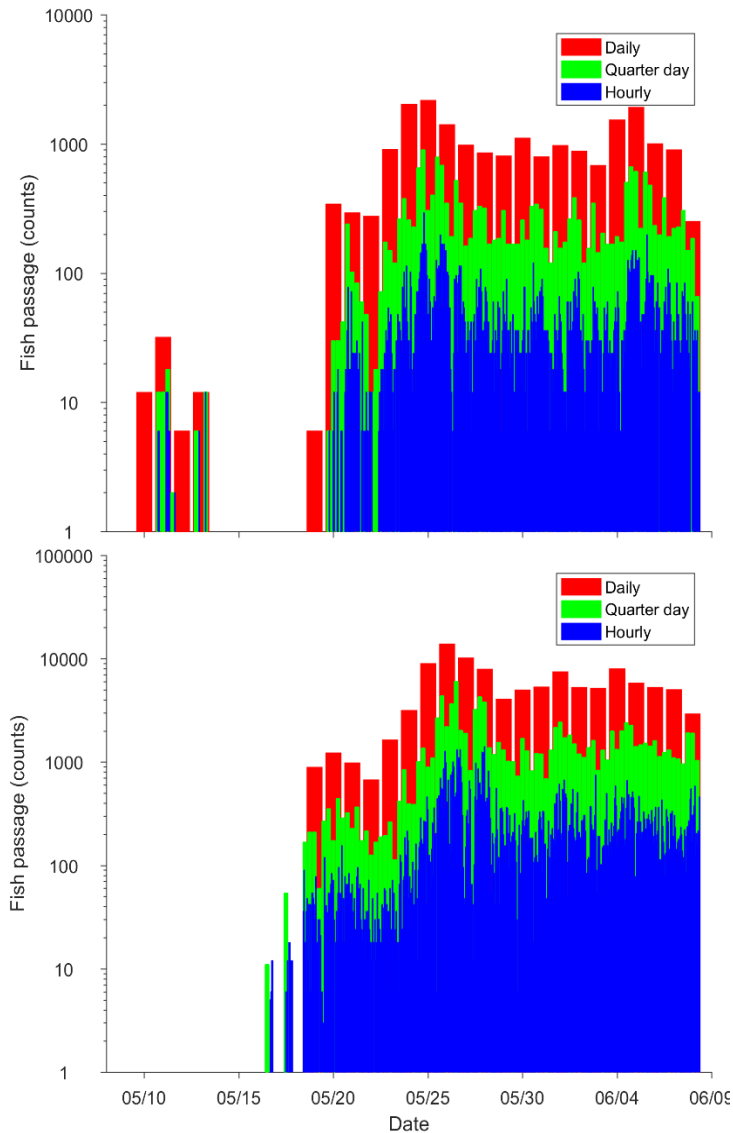 10000
1000
100
10
1
Fish passage (counts)
Daily
Quarter day
Hourly
100000
10000
1000
100
10
1
Fish passage (counts)
Daily
Quarter day
Hourly
05/10 05/15 05/20 05/25 05/30 06/04 06/09
Date